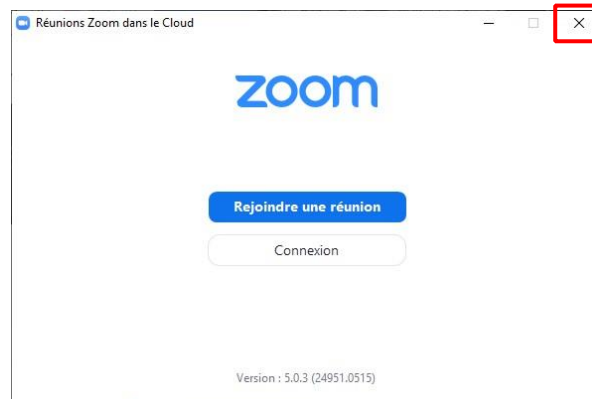 Réunions Zoom dans le Cloud
zoom
Rejoindre une réunion
Connexion
Version : 5.0.3 (24951.0515)